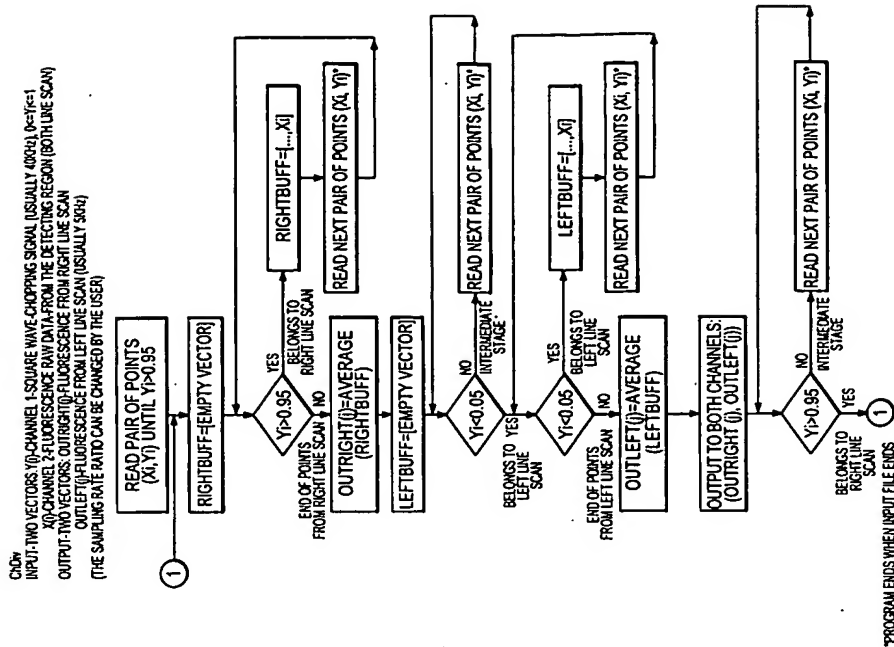 ChDiv
INPUT-TWO VECTORS:Y(i)-CHANNEL 1-SQUARE WAVE-CHOPPING SIGNAL (USUALLY 40KHz), 0<=Yi<=1
X(i)-CHANNEL 2-FLUORESCENCE RAW DATA-FROM THE DETECTING REGION (BOTH LINE SCAN)
OUTPUT-TWO VECTORS: OUTRIGHT(j)-FLUORESCENCE FROM RIGHT LINE SCAN
OUTLEFT(j)-FLUORESCENCE FROM LEFT LINE SCAN (USUALLY 5KHz)
(THE SAMPLING RATE RATIO CAN BE CHANGED BY THE USER)
READ PAIR OF POINTS
(Xi,Yi) UNTIL Yi>0.95
1
RIGHTBUFF=[EMPTY VECTOR]
Yi>0.95
YES
BELONGS TO
RIGHT LINE SCAN
RIGHTBUFF=[...,Xi]
READ NEXT PAIR OF POINTS (Xi, Yi)*
NO
END OF POINTS
FROM RIGHT LINE SCAN
OUTRIGHT(j)=AVERAGE
(RIGHTBUFF)
LEFTBUFF=[EMPTY VECTOR]
Yi<0.05
NO
INTERMEDIATE
STAGE*
READ NEXT PAIR OF POINTS (Xi, Yi)*
YES
BELONGS TO
LEFT LINE
SCAN
Yi<0.05
YES
BELONGS TO
LEFT LINE
SCAN
LEFTBUFF=[...,Xi]
READ NEXT PAIR OF POINTS (Xi, Yi)*
NO
END OF POINTS
FROM LEFT LINE SCAN
OUTLEFT(j)=AVERAGE
(LEFTBUFF)
OUTPUT TO BOTH CHANNELS:
(OUTRIGHT (j), OUTLEFT(j))
Yi>0.95
NO
INTERMEDIATE
STAGE
READ NEXT PAIR OF POINTS (Xi, Yi)*
YES
BELONGS TO
RIGHT LINE
SCAN
1
*PROGRAM ENDS WHEN INPUT FILE ENDS